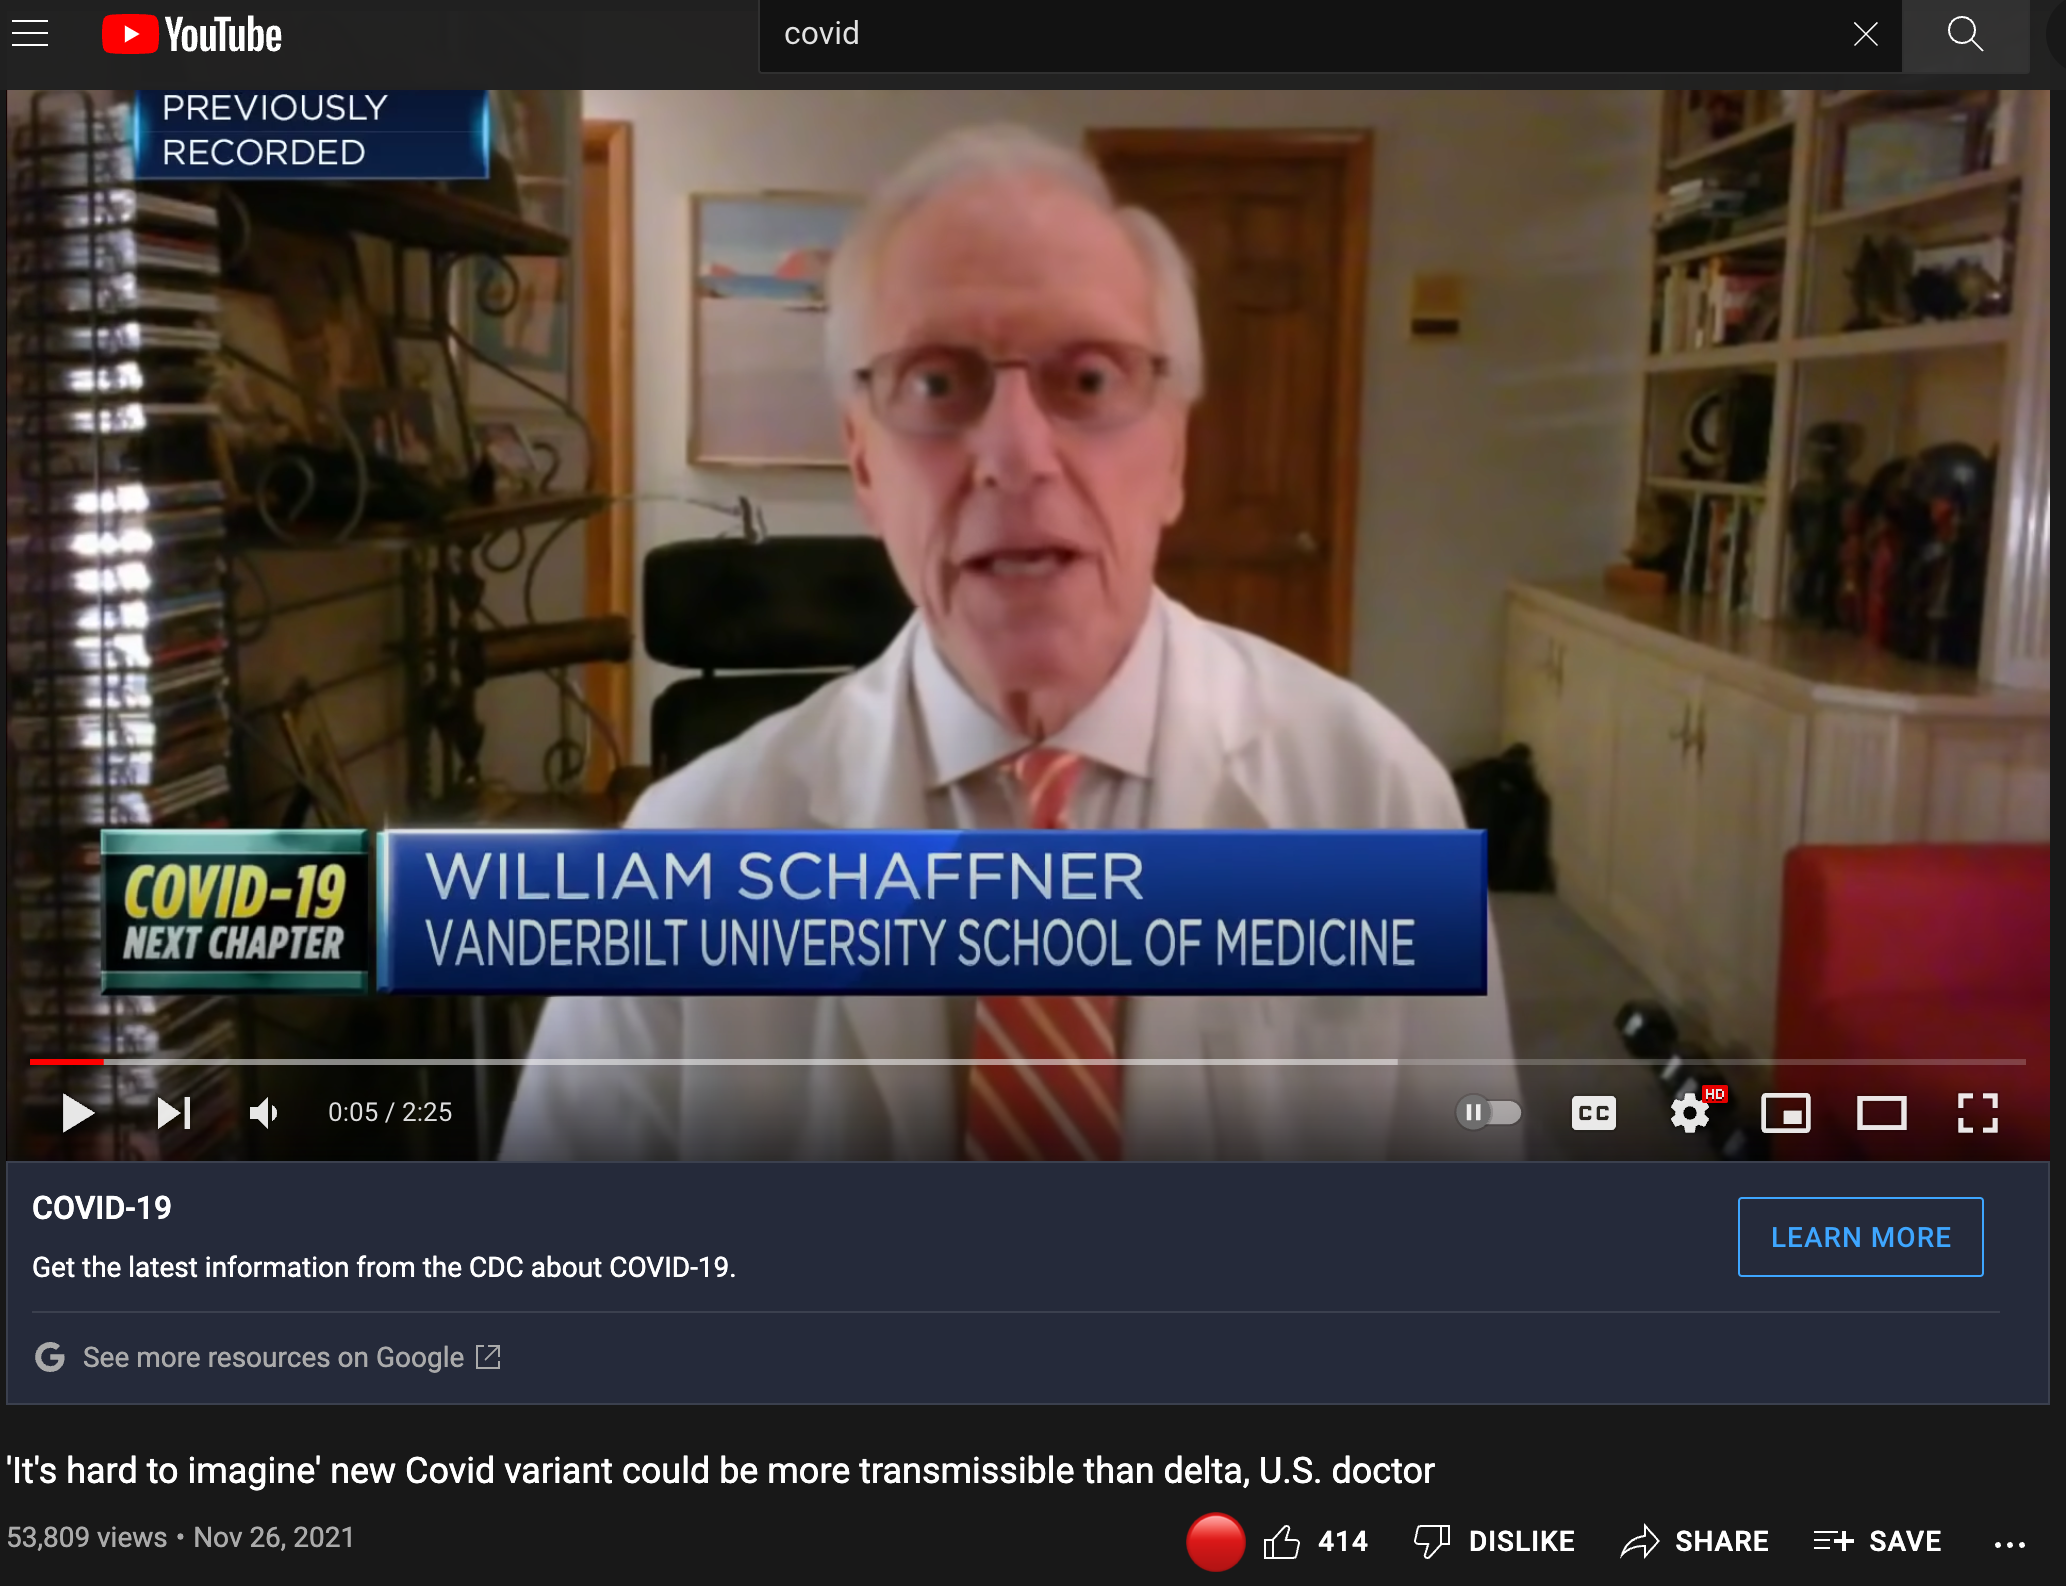 YouTube
covid
PREVIOUSLY
RECORDED
COVID-19
NEXT CHAPTER
WILLIAM SCHAFFNER
VANDERBILT UNIVERSITY SCHOOL OF MEDICINE
0:05 / 2:25
CC
HD
COVID-19
Get the latest information from the CDC about COVID-19.
LEARN MORE
G See more resources on Google
'It's hard to imagine' new Covid variant could be more transmissible than delta, U.S. doctor
53,809 views • Nov 26, 2021
414
DISLIKE
SHARE
SAVE